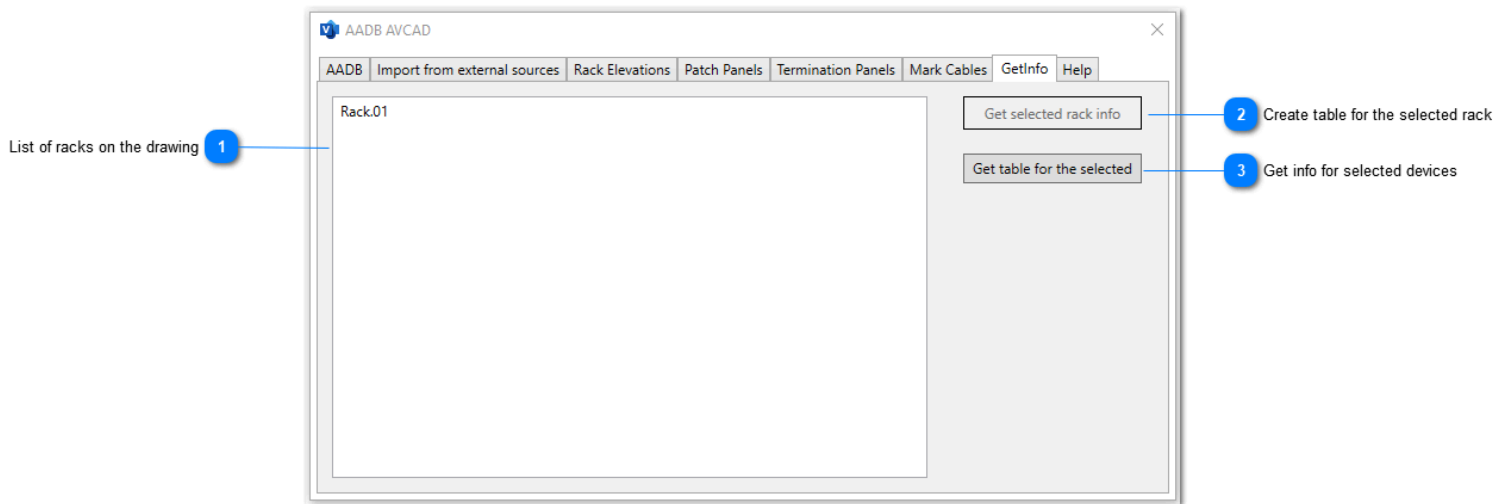 AADB AVCAD
AADB Import from external sources Rack Elevations Patch Panels Termination Panels Mark Cables GetInfo Help
Rack.01
Get selected rack info
2 Create table for the selected rack
List of racks on the drawing 1
Get table for the selected
3 Get info for selected devices